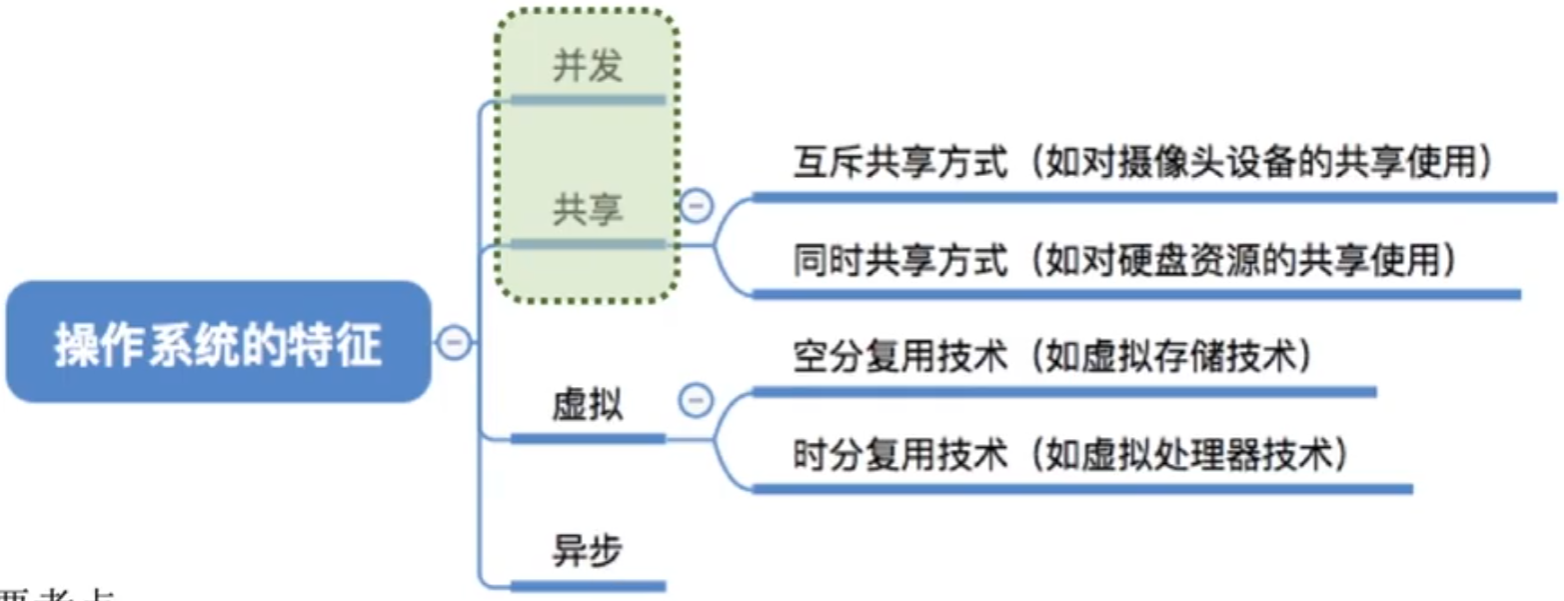 并发
互斥共享方式（如对摄像头设备的共享使用）
共享
同时共享方式（如对硬盘资源的共享使用）
操作系统的特征
空分复用技术（如虚拟存储技术）
虚拟
时分复用技术（如虚拟处理器技术）
异步